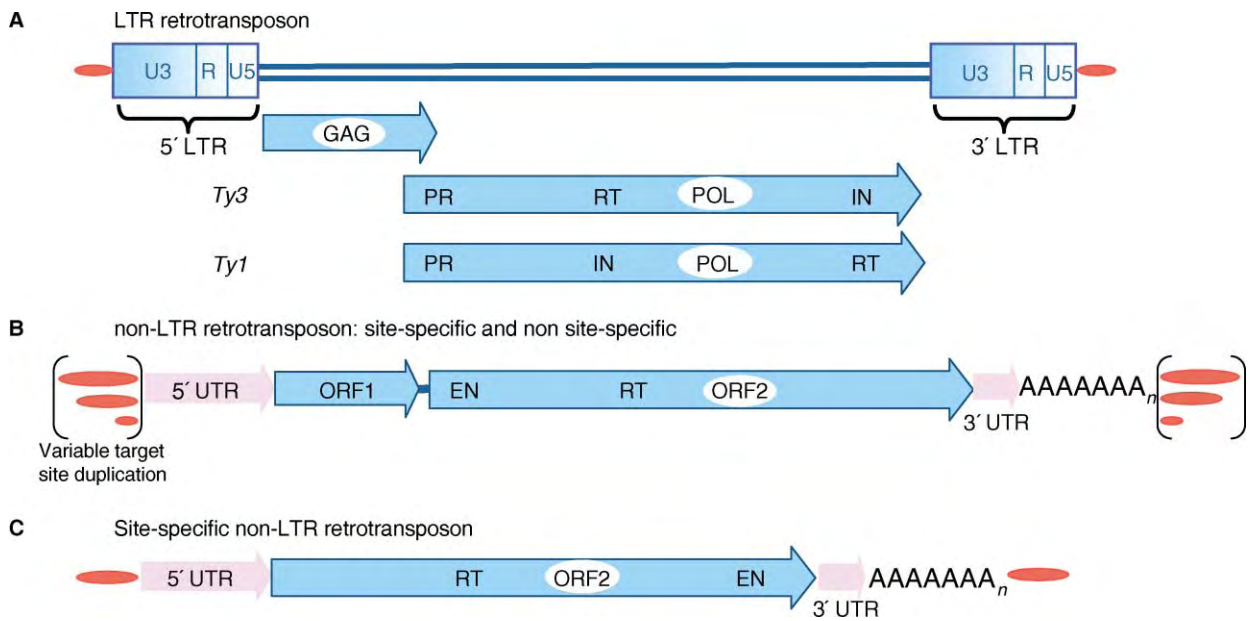 A LTR retrotransposon
U3 R U5 U3 R U5
5´ LTR GAG 3´ LTR
Ty3 PR RT POL IN
Ty1 PR IN POL RT
B non-LTR retrotransposon: site-specific and non site-specific
5´ UTR ORF1 EN RT ORF2 3´ UTR AAAAAAAn
Variable target
site duplication
C Site-specific non-LTR retrotransposon
5´ UTR RT ORF2 EN 3´ UTR AAAAAAAn